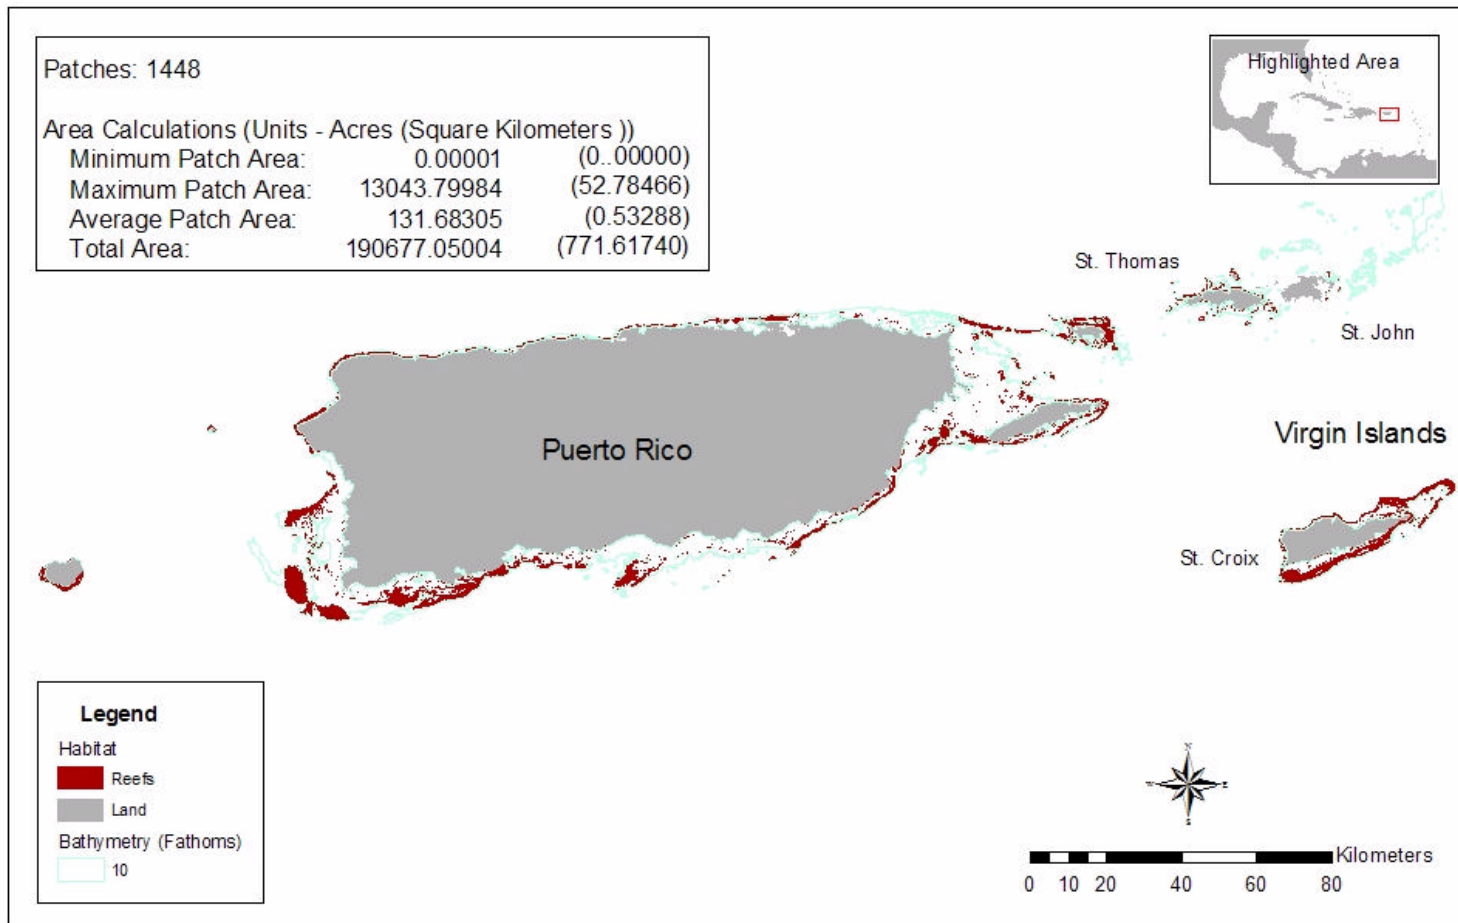 Patches: 1448
Area Calculations (Units - Acres (Square Kilometers ))
Minimum Patch Area: 0.00001 (0..00000)
Maximum Patch Area: 13043.79984 (52.78466)
Average Patch Area: 131.68305 (0.53288)
Total Area: 190677.05004 (771.61740)
Highlighted Area
St. Thomas
St. John
Puerto Rico
Virgin Islands
St. Croix
Legend
Habitat
Reefs
Land
Bathymetry (Fathoms)
10
N
W E
S
Kilometers
0 10 20 40 60 80